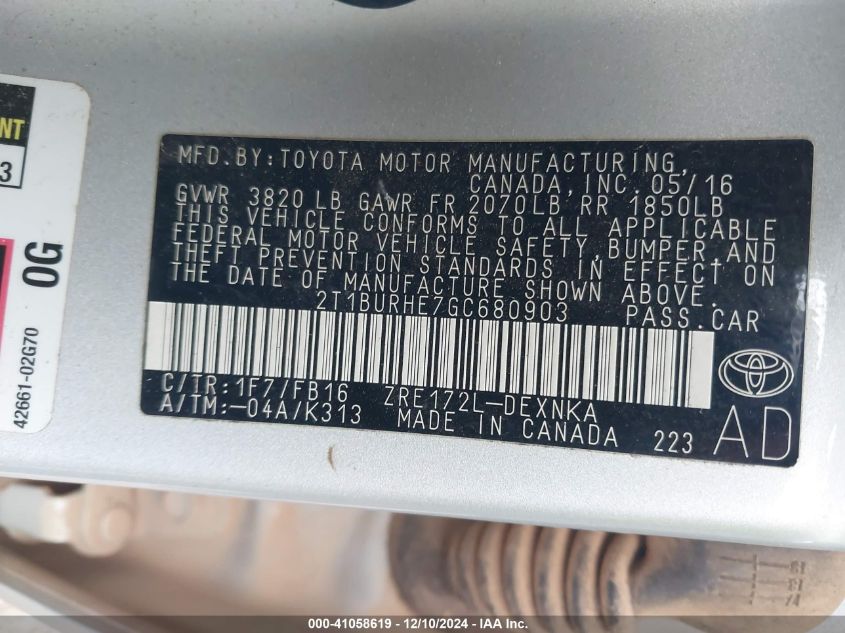 MFD.BY:TOYOTA MOTOR MANUFACTURING,
CANADA,INC.05/16
GVWR 3820 LB GAWR FR 2070LB RR 1850LB
THIS VEHICLE CONFORMS TO ALL APPLICABLE
FEDERAL MOTOR VEHICLE SAFETY,BUMPER,AND
THEFT PREVENTION STANDARDS IN EFFECT ON
THE DATE OF MANUFACTURE SHOWN ABOVE.
2T1BURHE7GC680903 PASS.CAR
C/TR:1F7/FB16 ZRE172L-DEXNKA
A/TM:-04A/K313 MADE IN CANADA 223 AD
NT
3
0G
42661-02G70
000-41058619 - 12/10/2024 - IAA Inc.